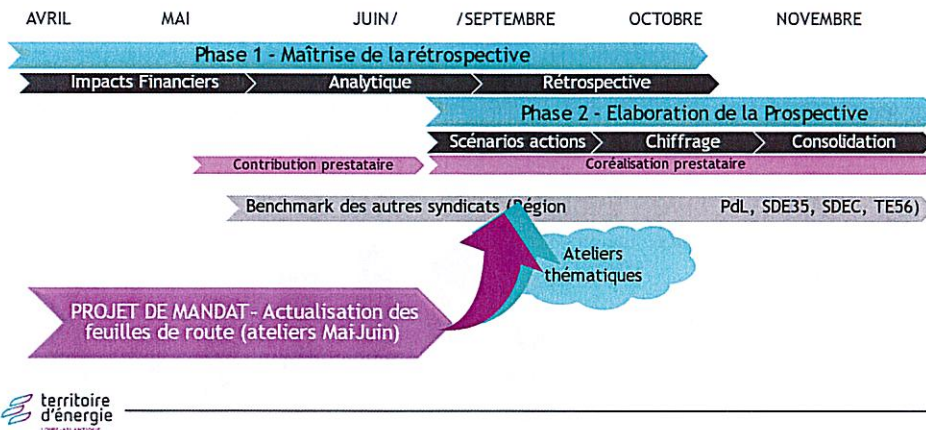 AVRIL MAI JUIN/ /SEPTEMBRE OCTOBRE NOVEMBRE
Phase 1 - Maîtrise de la rétrospective
Impacts Financiers Analytique Rétrospective
Phase 2 - Elaboration de la Prospective
Scénarios actions Chiffrage Consolidation
Contribution prestataire Coréalisation prestataire
Benchmark des autres syndicats (Région PdL, SDE35, SDEC, TE56)
Ateliers
thématiques
PROJET DE MANDAT - Actualisation des
feuilles de route (ateliers Mai-Juin)
territoire
d'énergie
LOIRE-ATLANTIQUE